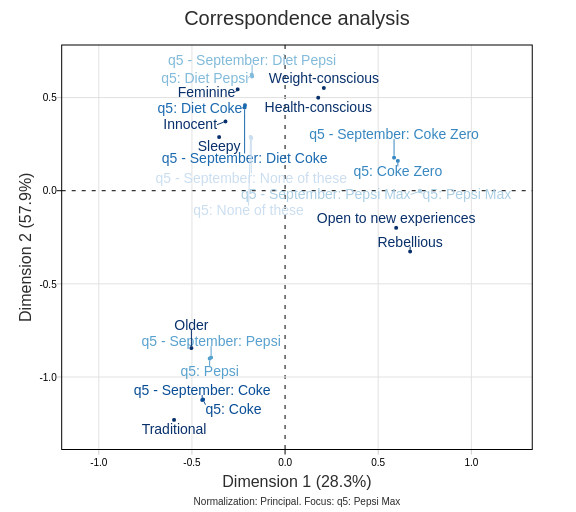 Correspondence analysis
q5 - September: Diet Pepsi
q5: Diet Pepsi
Weight-conscious
Feminine
q5: Diet Coke
Health-conscious
Innocent
q5 - September: Coke Zero
Sleepy
q5 - September: Diet Coke
q5: Coke Zero
q5 - September: None of these
q5 - September: Pepsi Max
q5: Pepsi Max
q5: None of these
Open to new experiences
Rebellious
Older
q5 - September: Pepsi
q5: Pepsi
q5 - September: Coke
q5: Coke
Traditional
0.5
0.0
-0.5
-1.0
Dimension 2 (57.9%)
-1.0 -0.5 0.0 0.5 1.0
Dimension 1 (28.3%)
Normalization: Principal. Focus: q5: Pepsi Max